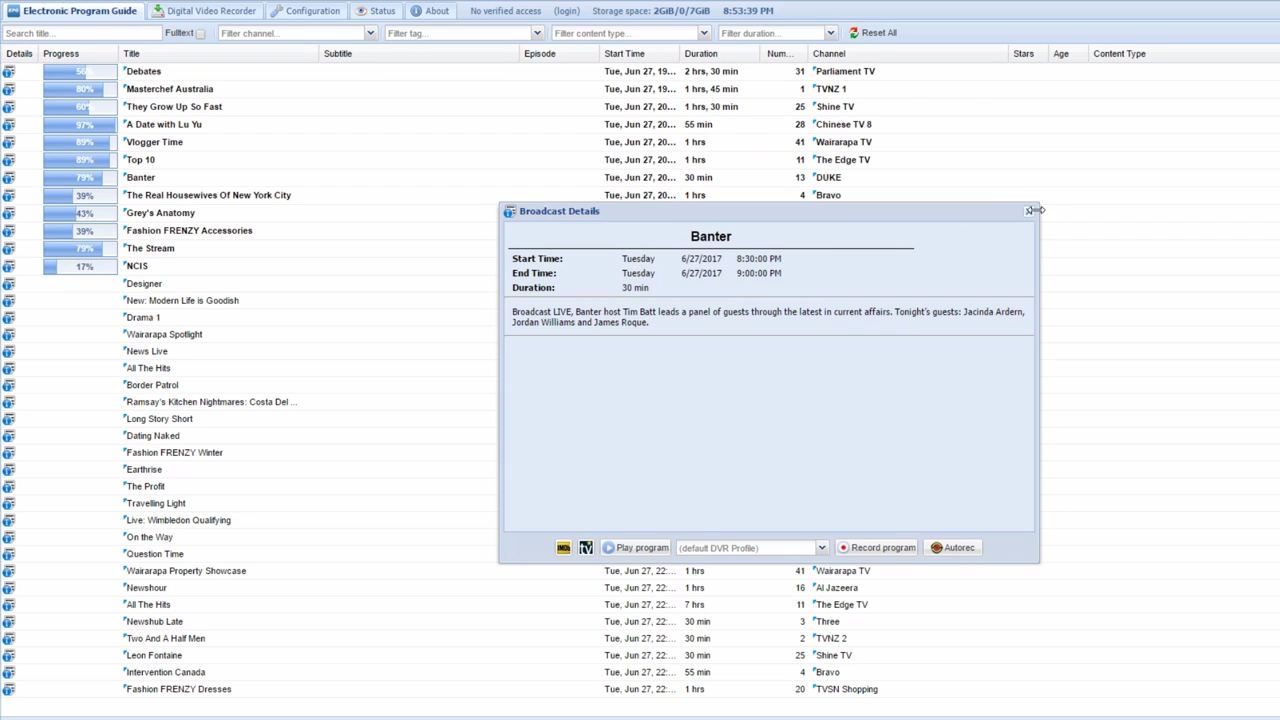 Electronic Program Guide Digital Video Recorder Configuration Status About No verified access (login) Storage space: 2GiB/0/7GiB 8:53:39 PM
Search title... Fulltext Filter channel... Filter tag... Filter content type... Filter duration... Reset All
Details Progress Title Subtitle Episode Start Time Duration Num... Channel Stars Age Content Type
56% Debates Tue, Jun 27, 19... 2 hrs, 30 min 31 Parliament TV
80% Masterchef Australia Tue, Jun 27, 19... 1 hrs, 45 min 1 TVNZ 1
60% They Grow Up So Fast Tue, Jun 27, 20... 1 hrs, 30 min 25 Shine TV
97% A Date with Lu Yu Tue, Jun 27, 20... 55 min 28 Chinese TV 8
89% Vlogger Time Tue, Jun 27, 20... 1 hrs 41 Wairarapa TV
89% Top 10 Tue, Jun 27, 20... 1 hrs 11 The Edge TV
79% Banter Tue, Jun 27, 20... 30 min 13 DUKE
39% The Real Housewives Of New York City Tue, Jun 27, 20... 1 hrs 4 Bravo
43% Grey's Anatomy
39% Fashion FRENZY Accessories
79% The Stream
17% NCIS
Designer
New: Modern Life is Goodish
Drama 1
Wairarapa Spotlight
News Live
All The Hits
Border Patrol
Ramsay's Kitchen Nightmares: Costa Del ...
Long Story Short
Dating Naked
Fashion FRENZY Winter
Earthrise
The Profit
Travelling Light
Live: Wimbledon Qualifying
On the Way
Question Time
Broadcast Details
Banter
Start Time: Tuesday 6/27/2017 8:30:00 PM
End Time: Tuesday 6/27/2017 9:00:00 PM
Duration: 30 min
Broadcast LIVE, Banter host Tim Batt leads a panel of guests through the latest in current affairs. Tonight's guests: Jacinda Ardern,
Jordan Williams and James Roque.
IMDb tv Play program (default DVR Profile) Record program Autorec
Wairarapa Property Showcase Tue, Jun 27, 22:... 1 hrs 41 Wairarapa TV
Newshour Tue, Jun 27, 22:... 1 hrs 16 Al Jazeera
All The Hits Tue, Jun 27, 22:... 7 hrs 11 The Edge TV
Newshub Late Tue, Jun 27, 22:... 30 min 3 Three
Two And A Half Men Tue, Jun 27, 22:... 30 min 2 TVNZ 2
Leon Fontaine Tue, Jun 27, 22:... 30 min 25 Shine TV
Intervention Canada Tue, Jun 27, 22:... 55 min 4 Bravo
Fashion FRENZY Dresses Tue, Jun 27, 22:... 1 hrs 20 TVSN Shopping